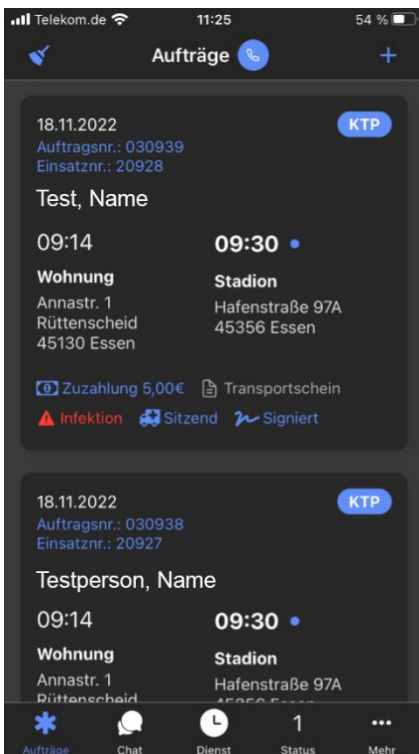 Telekom.de 11:25 54 %
Aufträge
18.11.2022 KTP
Auftragsnr.: 030939
Einsatznr.: 20928
Test, Name
09:14 09:30
Wohnung Stadion
Annastr. 1 Hafenstraße 97A
Rüttenscheid 45356 Essen
45130 Essen
Zuzahlung 5,00€ Transportschein
Infektion Sitzend Signiert
18.11.2022 KTP
Auftragsnr.: 030938
Einsatznr.: 20927
Testperson, Name
09:14 09:30
Wohnung Stadion
Annastr. 1 Hafenstraße 97A
Rüttenscheid 45356 Essen
1
Aufträge Chat Dienst Status Mehr